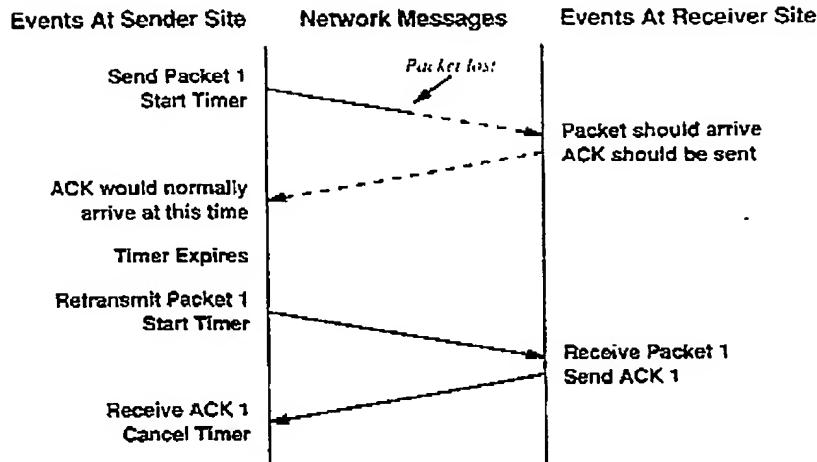 Events At Sender Site
Network Messages
Events At Receiver Site
Send Packet 1
Start Timer
Packet lost
Packet should arrive
ACK should be sent
ACK would normally
arrive at this time
Timer Expires
Retransmit Packet 1
Start Timer
Receive Packet 1
Send ACK 1
Receive ACK 1
Cancel Timer